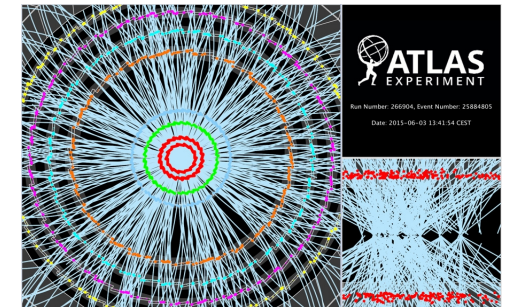 ATLAS
EXPERIMENT
Run Number: 266904, Event Number: 25884805
Date: 2015-06-03 13:41:54 CEST